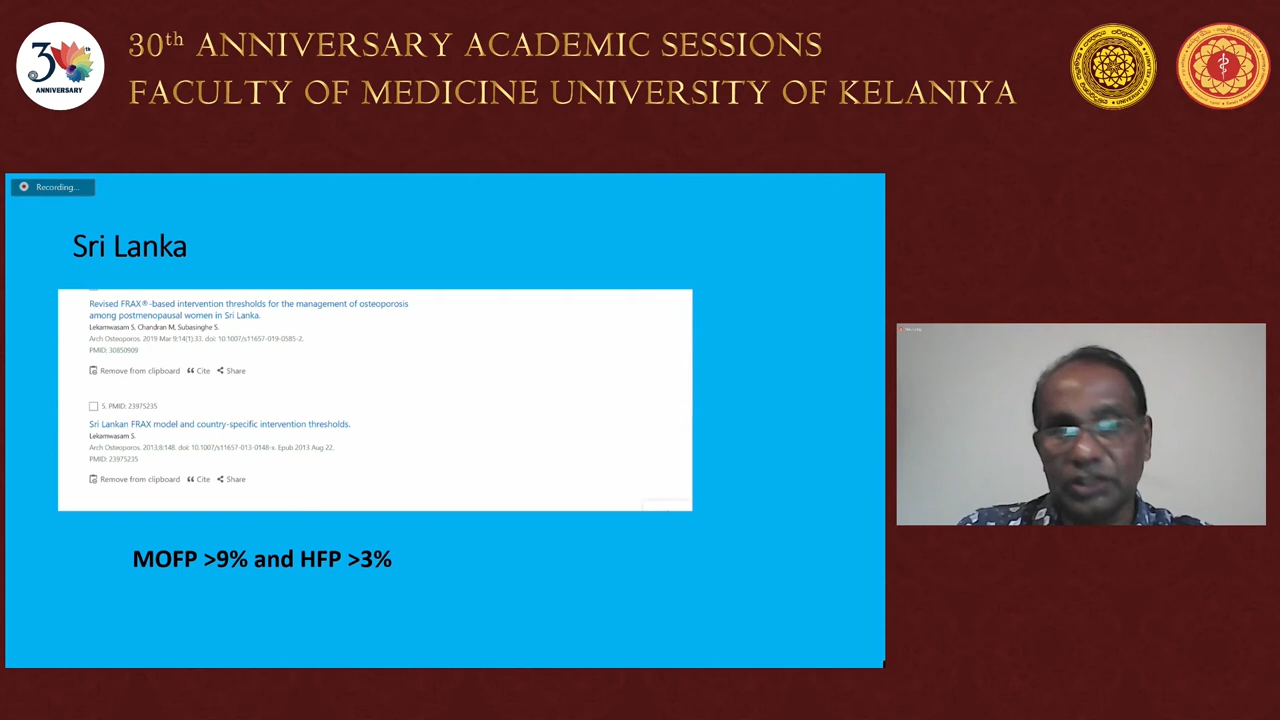 30th ANNIVERSARY ACADEMIC SESSIONS
FACULTY OF MEDICINE UNIVERSITY OF KELANIYA
30th
ANNIVERSARY
Recording...
Sri Lanka
Revised FRAX®-based intervention thresholds for the management of osteoporosis
among postmenopausal women in Sri Lanka.
Lekamwasam S, Chandran M, Subasinghe S.
Arch Osteoporos. 2019 Mar 9;14(1):33. doi: 10.1007/s11657-019-0585-2.
PMID: 30850909
Remove from clipboard Cite Share
5. PMID: 23975235
Sri Lankan FRAX model and country-specific intervention thresholds.
Lekamwasam S.
Arch Osteoporos. 2013;8:148. doi: 10.1007/s11657-013-0148-x. Epub 2013 Aug 22.
PMID: 23975235
Remove from clipboard Cite Share
MOFP >9% and HFP >3%